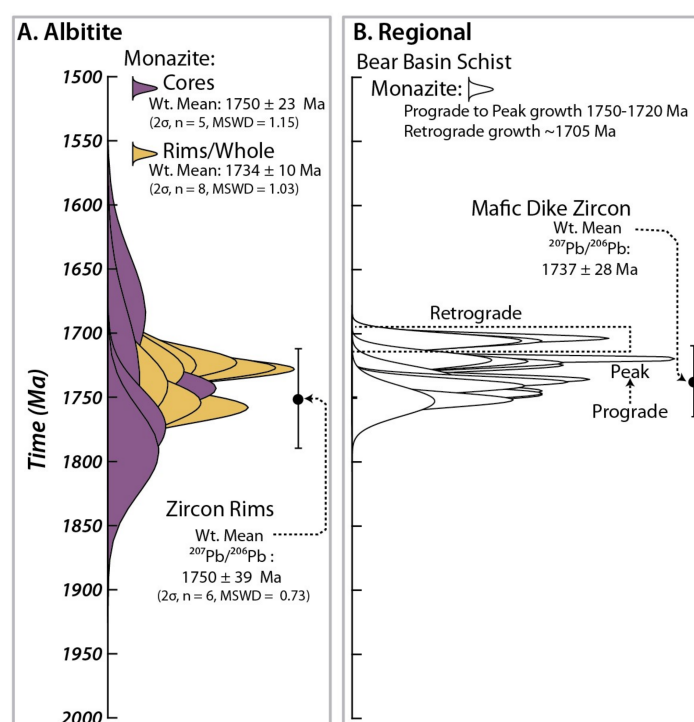 A. Albitite
Monazite:
Cores
Wt. Mean: 1750 ± 23 Ma
(2σ, n = 5, MSWD = 1.15)
Rims/Whole
Wt. Mean: 1734 ± 10 Ma
(2σ, n = 8, MSWD = 1.03)
Time (Ma)
1500
1550
1600
1650
1700
1750
1800
1850
1900
1950
2000
Zircon Rims
Wt. Mean
²⁰⁷Pb/²⁰⁶Pb :
1750 ± 39 Ma
(2σ, n = 6, MSWD = 0.73)
B. Regional
Bear Basin Schist
Monazite:
Prograde to Peak growth 1750-1720 Ma
Retrograde growth ~1705 Ma
Mafic Dike Zircon
Wt. Mean
²⁰⁷Pb/²⁰⁶Pb:
1737 ± 28 Ma
Retrograde
Peak
Prograde